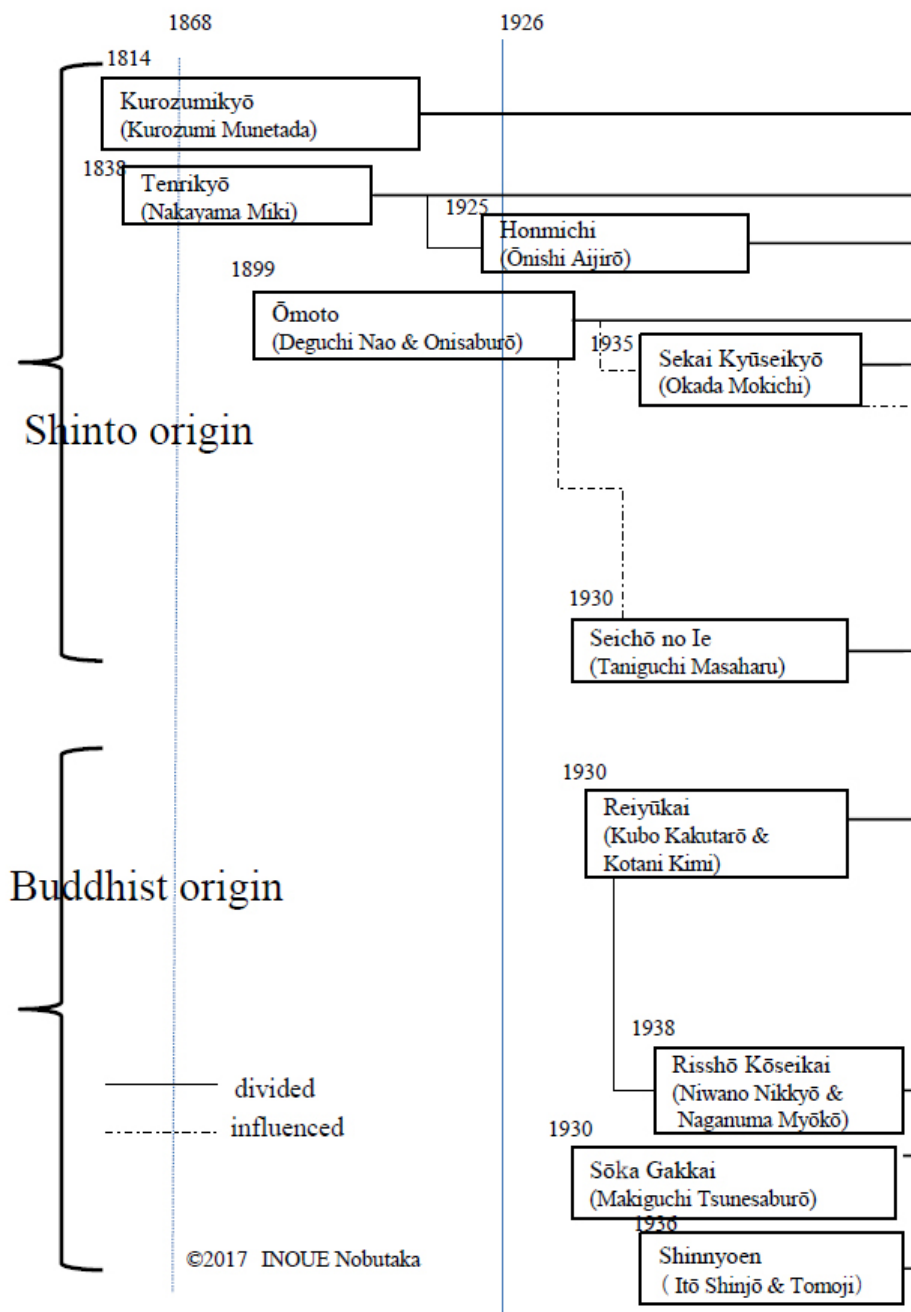 1868
1926
1814
Kurozumikyō
(Kurozumi Munetada)
1838
Tenrikyō
(Nakayama Miki)
1925
Honmichi
(Ōnishi Aijirō)
1899
Ōmoto
(Deguchi Nao & Onisaburō)
1935
Sekai Kyūseikyō
(Okada Mokichi)
Shinto origin
1930
Seichō no Ie
(Taniguchi Masaharu)
1930
Reiyūkai
(Kubo Kakutarō &
Kotani Kimi)
Buddhist origin
1938
Risshō Kōseikai
(Niwano Nikkyō &
Naganuma Myōkō)
divided
influenced
1930
Sōka Gakkai
(Makiguchi Tsunesaburō)
1936
Shinnyoen
( Itō Shinjō & Tomoji)
©2017 INOUE Nobutaka